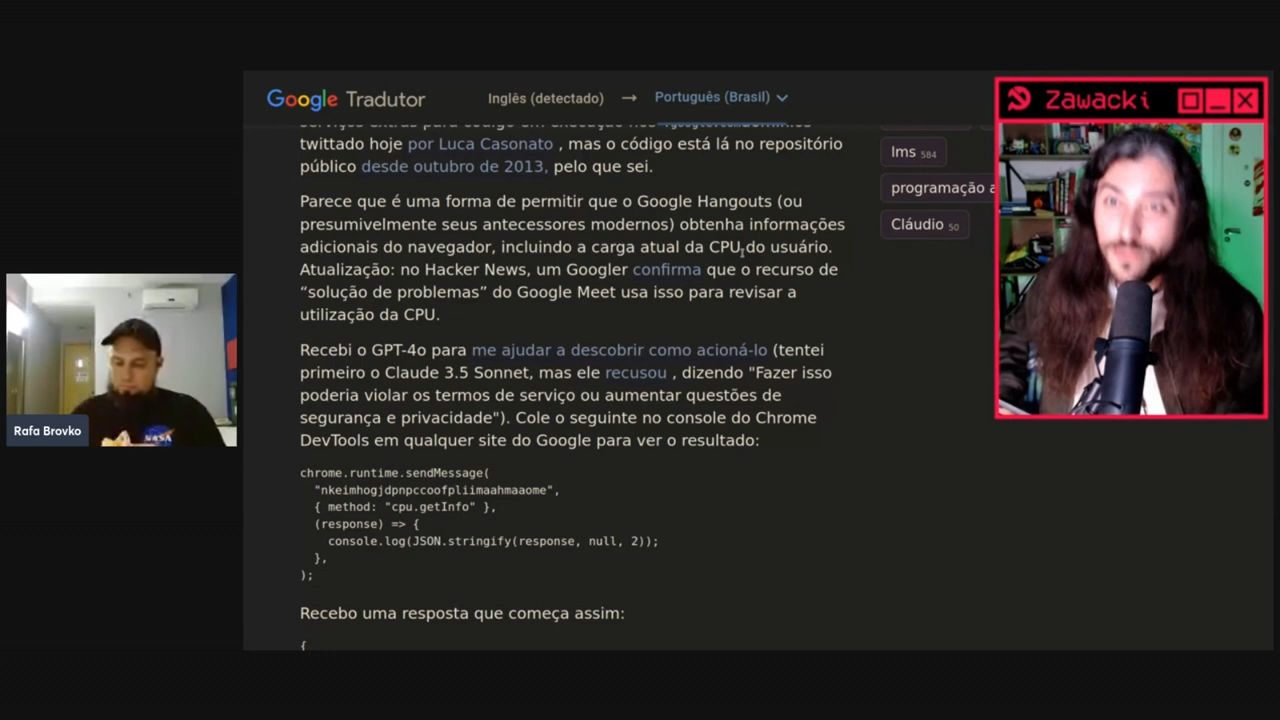 Google Tradutor
Inglês (detectado) → Português (Brasil)
serviços extras para código em execução nos
twittado hoje por Luca Casonato , mas o código está lá no repositório
público desde outubro de 2013, pelo que sei.
Parece que é uma forma de permitir que o Google Hangouts (ou
presumivelmente seus antecessores modernos) obtenha informações
adicionais do navegador, incluindo a carga atual da CPU do usuário.
Atualização: no Hacker News, um Googler confirma que o recurso de
“solução de problemas” do Google Meet usa isso para revisar a
utilização da CPU.
Recebi o GPT-4o para me ajudar a descobrir como acioná-lo (tentei
primeiro o Claude 3.5 Sonnet, mas ele recusou , dizendo "Fazer isso
poderia violar os termos de serviço ou aumentar questões de
segurança e privacidade"). Cole o seguinte no console do Chrome
DevTools em qualquer site do Google para ver o resultado:
chrome.runtime.sendMessage(
"nkeimhogjdpnpccoofpliimaahmaaome",
{ method: "cpu.getInfo" },
(response) => {
console.log(JSON.stringify(response, null, 2));
},
);
Recebo uma resposta que começa assim:
{
lms 584
programação a
Cláudio 50
Zawacki
Rafa Brovko
NASA